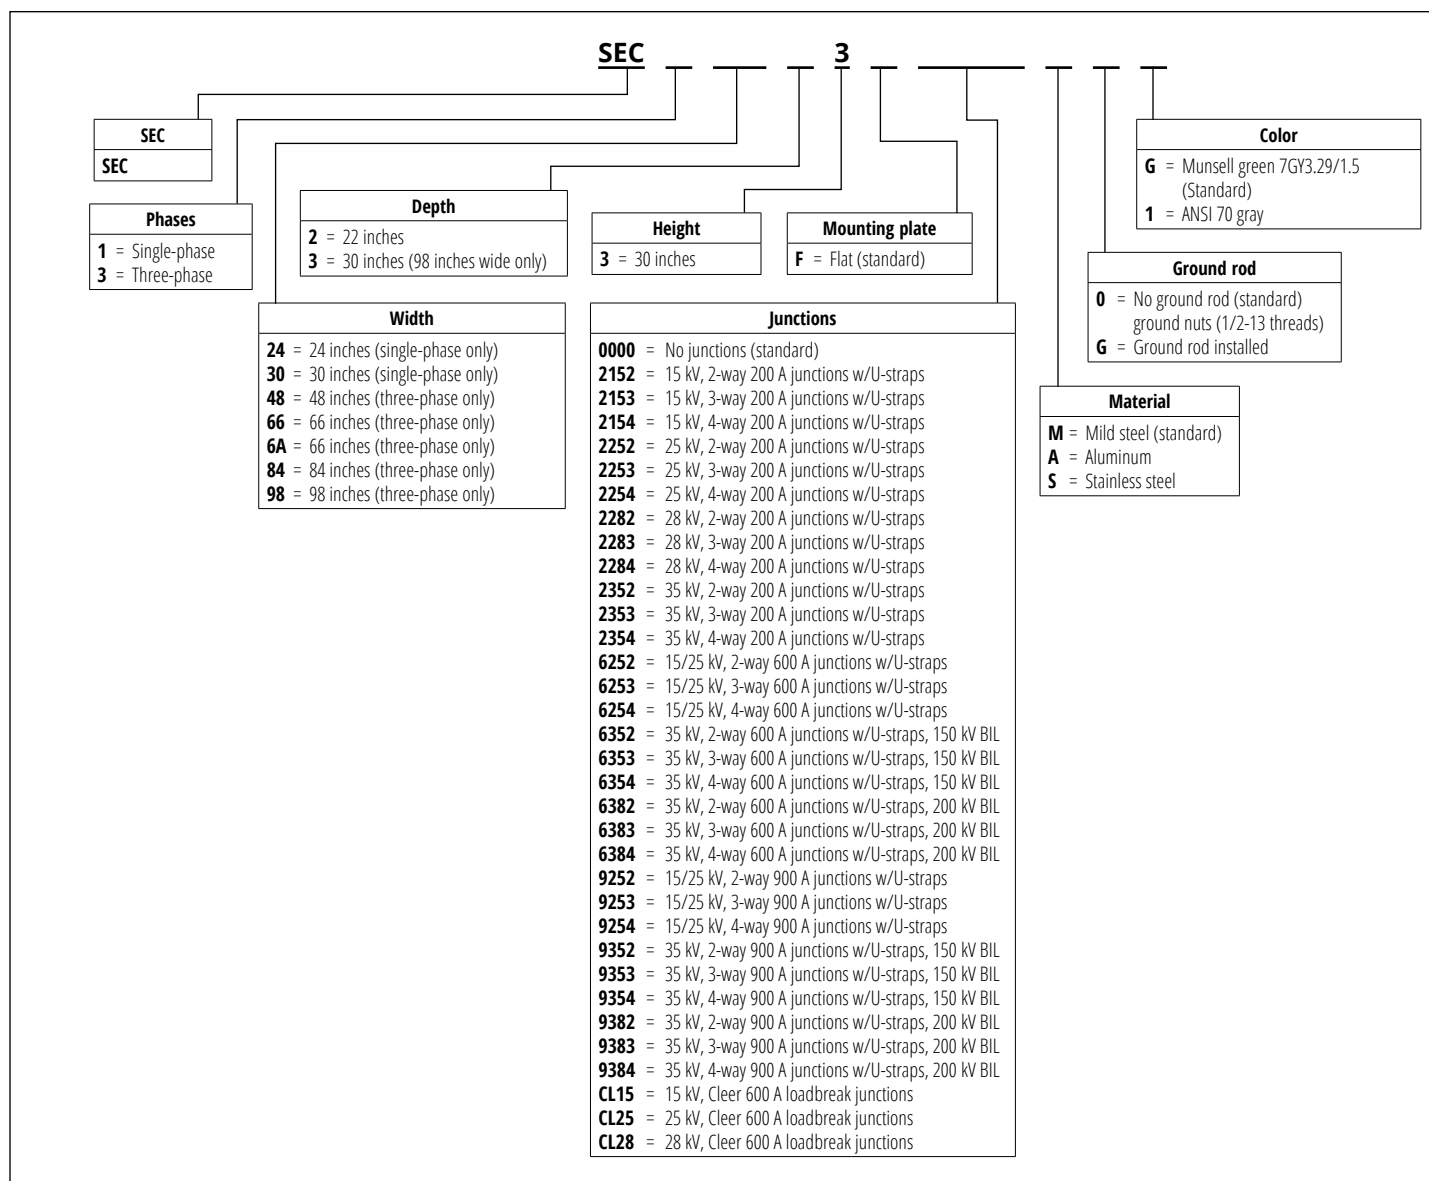 SEC 3
SEC
SEC
Phases
1 = Single-phase
3 = Three-phase
Width
24 = 24 inches (single-phase only)
30 = 30 inches (single-phase only)
48 = 48 inches (three-phase only)
66 = 66 inches (three-phase only)
6A = 66 inches (three-phase only)
84 = 84 inches (three-phase only)
98 = 98 inches (three-phase only)
Depth
2 = 22 inches
3 = 30 inches (98 inches wide only)
Height
3 = 30 inches
Mounting plate
F = Flat (standard)
Junctions
0000 = No junctions (standard)
2152 = 15 kV, 2-way 200 A junctions w/U-straps
2153 = 15 kV, 3-way 200 A junctions w/U-straps
2154 = 15 kV, 4-way 200 A junctions w/U-straps
2252 = 25 kV, 2-way 200 A junctions w/U-straps
2253 = 25 kV, 3-way 200 A junctions w/U-straps
2254 = 25 kV, 4-way 200 A junctions w/U-straps
2282 = 28 kV, 2-way 200 A junctions w/U-straps
2283 = 28 kV, 3-way 200 A junctions w/U-straps
2284 = 28 kV, 4-way 200 A junctions w/U-straps
2352 = 35 kV, 2-way 200 A junctions w/U-straps
2353 = 35 kV, 3-way 200 A junctions w/U-straps
2354 = 35 kV, 4-way 200 A junctions w/U-straps
6252 = 15/25 kV, 2-way 600 A junctions w/U-straps
6253 = 15/25 kV, 3-way 600 A junctions w/U-straps
6254 = 15/25 kV, 4-way 600 A junctions w/U-straps
6352 = 35 kV, 2-way 600 A junctions w/U-straps, 150 kV BIL
6353 = 35 kV, 3-way 600 A junctions w/U-straps, 150 kV BIL
6354 = 35 kV, 4-way 600 A junctions w/U-straps, 150 kV BIL
6382 = 35 kV, 2-way 600 A junctions w/U-straps, 200 kV BIL
6383 = 35 kV, 3-way 600 A junctions w/U-straps, 200 kV BIL
6384 = 35 kV, 4-way 600 A junctions w/U-straps, 200 kV BIL
9252 = 15/25 kV, 2-way 900 A junctions w/U-straps
9253 = 15/25 kV, 3-way 900 A junctions w/U-straps
9254 = 15/25 kV, 4-way 900 A junctions w/U-straps
9352 = 35 kV, 2-way 900 A junctions w/U-straps, 150 kV BIL
9353 = 35 kV, 3-way 900 A junctions w/U-straps, 150 kV BIL
9354 = 35 kV, 4-way 900 A junctions w/U-straps, 150 kV BIL
9382 = 35 kV, 2-way 900 A junctions w/U-straps, 200 kV BIL
9383 = 35 kV, 3-way 900 A junctions w/U-straps, 200 kV BIL
9384 = 35 kV, 4-way 900 A junctions w/U-straps, 200 kV BIL
CL15 = 15 kV, Cleer 600 A loadbreak junctions
CL25 = 25 kV, Cleer 600 A loadbreak junctions
CL28 = 28 kV, Cleer 600 A loadbreak junctions
Material
M = Mild steel (standard)
A = Aluminum
S = Stainless steel
Ground rod
0 = No ground rod (standard)
ground nuts (1/2-13 threads)
G = Ground rod installed
Color
G = Munsell green 7GY3.29/1.5
(Standard)
1 = ANSI 70 gray